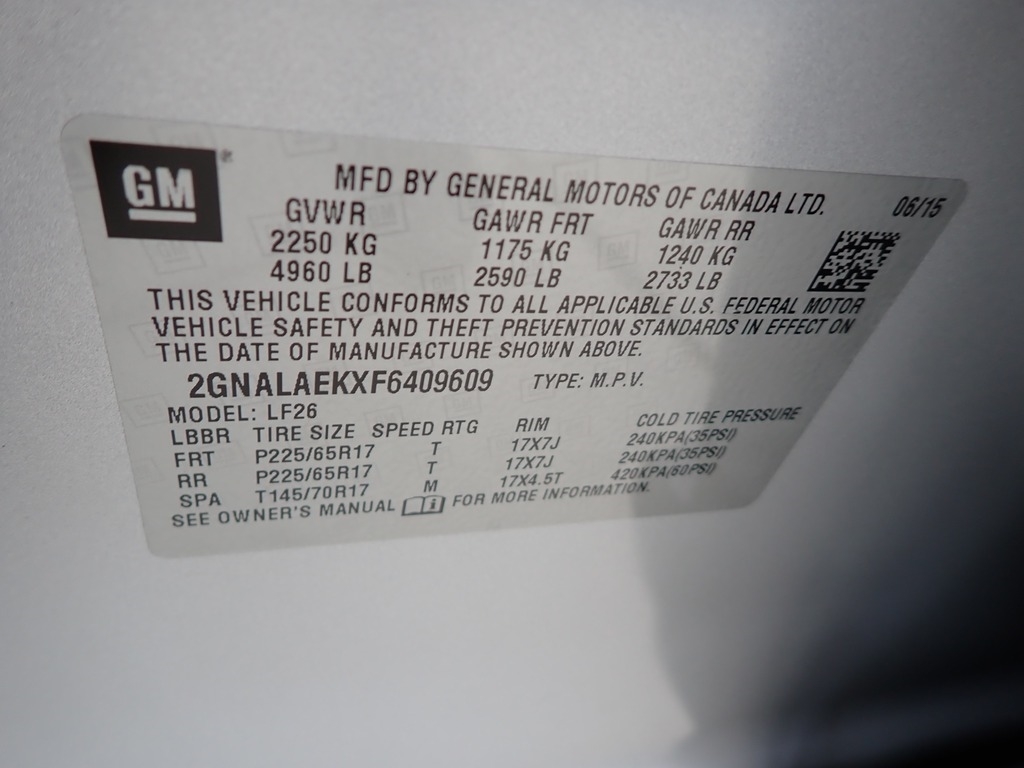 GM
MFD BY GENERAL MOTORS OF CANADA LTD. 06/15
GVWR GAWR FRT GAWR RR
2250 KG 1175 KG 1240 KG
4960 LB 2590 LB 2733 LB
THIS VEHICLE CONFORMS TO ALL APPLICABLE U.S. FEDERAL MOTOR
VEHICLE SAFETY AND THEFT PREVENTION STANDARDS IN EFFECT ON
THE DATE OF MANUFACTURE SHOWN ABOVE.
2GNALAEKXF6409609 TYPE: M.P.V.
MODEL: LF26
LBBR TIRE SIZE SPEED RTG RIM COLD TIRE PRESSURE
FRT P225/65R17 T 17X7J 240KPA(35PSI)
RR P225/65R17 T 17X7J 240KPA(35PSI)
SPA T145/70R17 M 17X4.5T 420KPA(60PSI)
SEE OWNER'S MANUAL i FOR MORE INFORMATION.